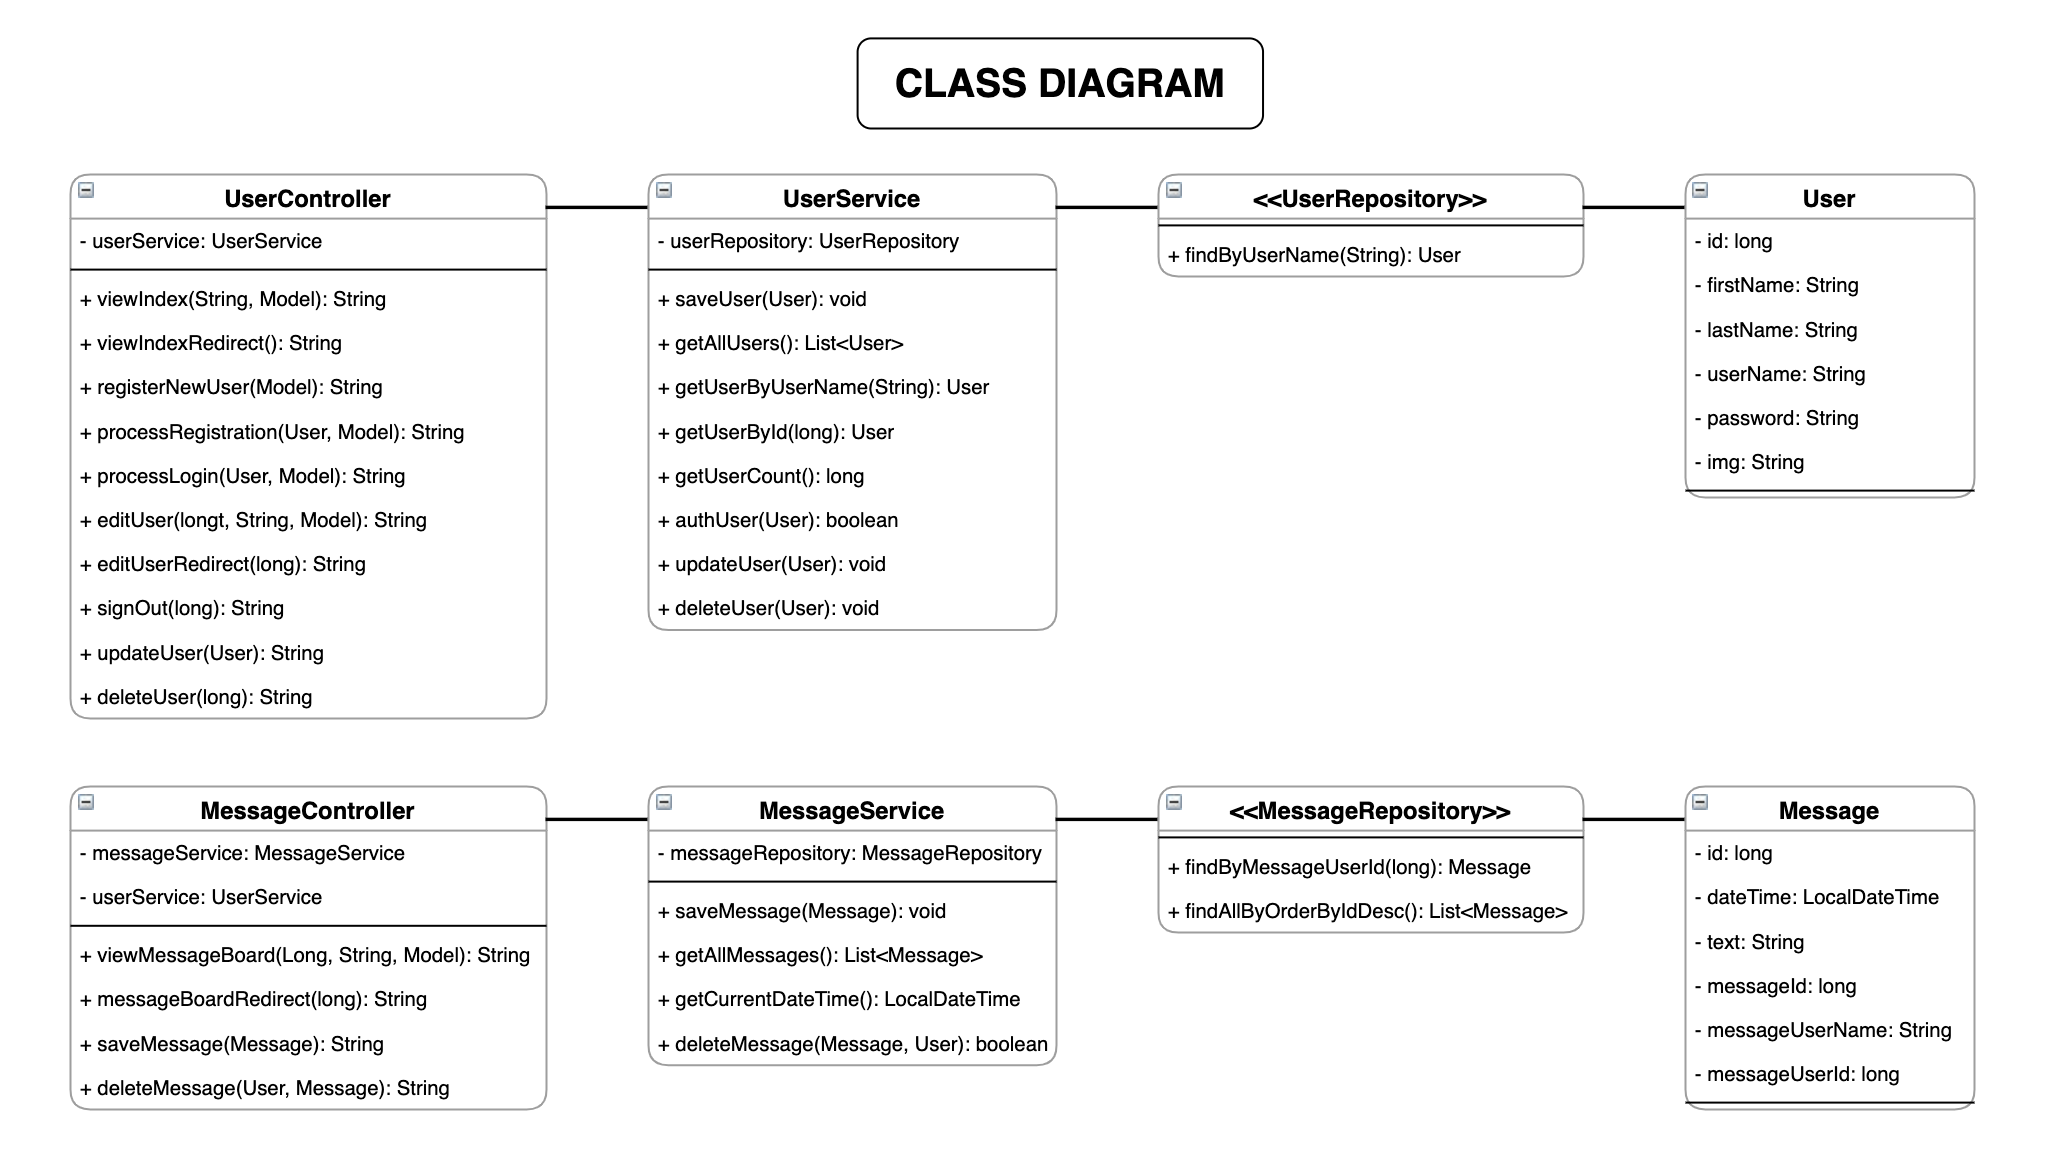 CLASS DIAGRAM
UserController
- userService: UserService
+ viewIndex(String, Model): String
+ viewIndexRedirect(): String
+ registerNewUser(Model): String
+ processRegistration(User, Model): String
+ processLogin(User, Model): String
+ editUser(longt, String, Model): String
+ editUserRedirect(long): String
+ signOut(long): String
+ updateUser(User): String
+ deleteUser(long): String
UserService
- userRepository: UserRepository
+ saveUser(User): void
+ getAllUsers(): List<User>
+ getUserByUserName(String): User
+ getUserById(long): User
+ getUserCount(): long
+ authUser(User): boolean
+ updateUser(User): void
+ deleteUser(User): void
<<UserRepository>>
+ findByUserName(String): User
User
- id: long
- firstName: String
- lastName: String
- userName: String
- password: String
- img: String
MessageController
- messageService: MessageService
- userService: UserService
+ viewMessageBoard(Long, String, Model): String
+ messageBoardRedirect(long): String
+ saveMessage(Message): String
+ deleteMessage(User, Message): String
MessageService
- messageRepository: MessageRepository
+ saveMessage(Message): void
+ getAllMessages(): List<Message>
+ getCurrentDateTime(): LocalDateTime
+ deleteMessage(Message, User): boolean
<<MessageRepository>>
+ findByMessageUserId(long): Message
+ findAllByOrderByIdDesc(): List<Message>
Message
- id: long
- dateTime: LocalDateTime
- text: String
- messageId: long
- messageUserName: String
- messageUserId: long